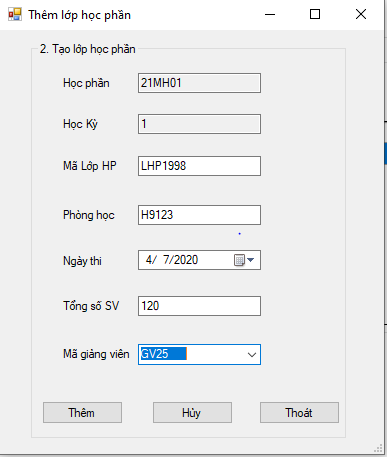 Thêm lớp học phần
2. Tạo lớp học phần
Học phần 21MH01
Học Kỳ 1
Mã Lớp HP LHP1998
Phòng học H9123
Ngày thi 4/ 7/2020
Tổng số SV 120
Mã giảng viên GV25
Thêm Hủy Thoát